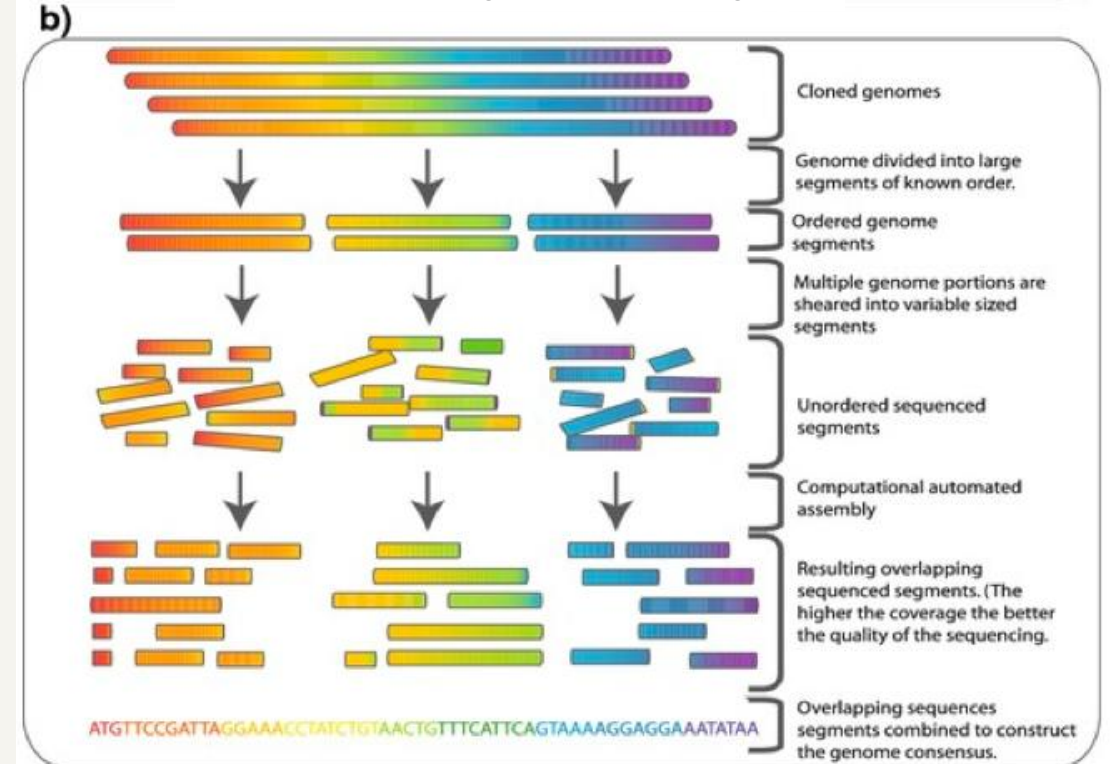 b)
Cloned genomes
Genome divided into large
segments of known order.
Ordered genome
segments
Multiple genome portions are
sheared into variable sized
segments
Unordered sequenced
segments
Computational automated
assembly
Resulting overlapping
sequenced segments. (The
higher the coverage the better
the quality of the sequencing.
ATGTTCCGATTAGGAAACCTATCTGTAACTGTTTCATTCAGTAAAAGGAGGAAATATAA
Overlapping sequences
segments combined to construct
the genome consensus.